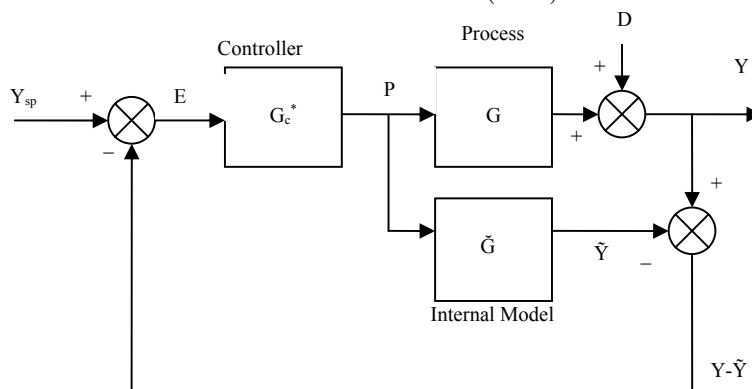 Controller
Process
D
+
Y
Y_sp
+
E
G_c^*
P
G
+
−
+
Ğ
Ỹ
−
Internal Model
Y-Ỹ